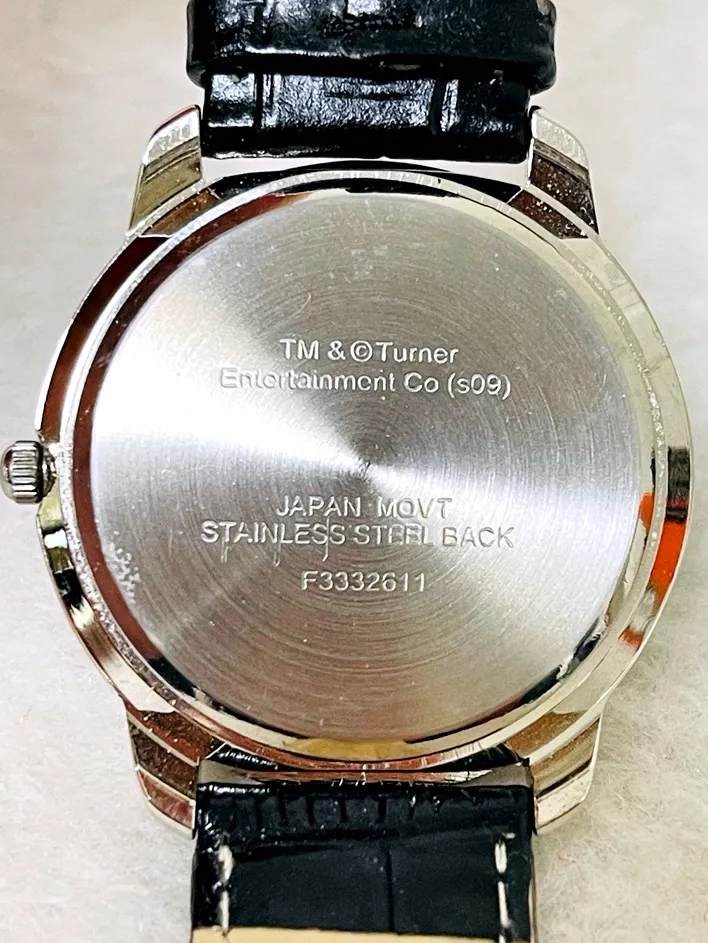 TM & © Turner
Entertainment Co (s09)
JAPAN MOVT
STAINLESS STEEL BACK
F3332611